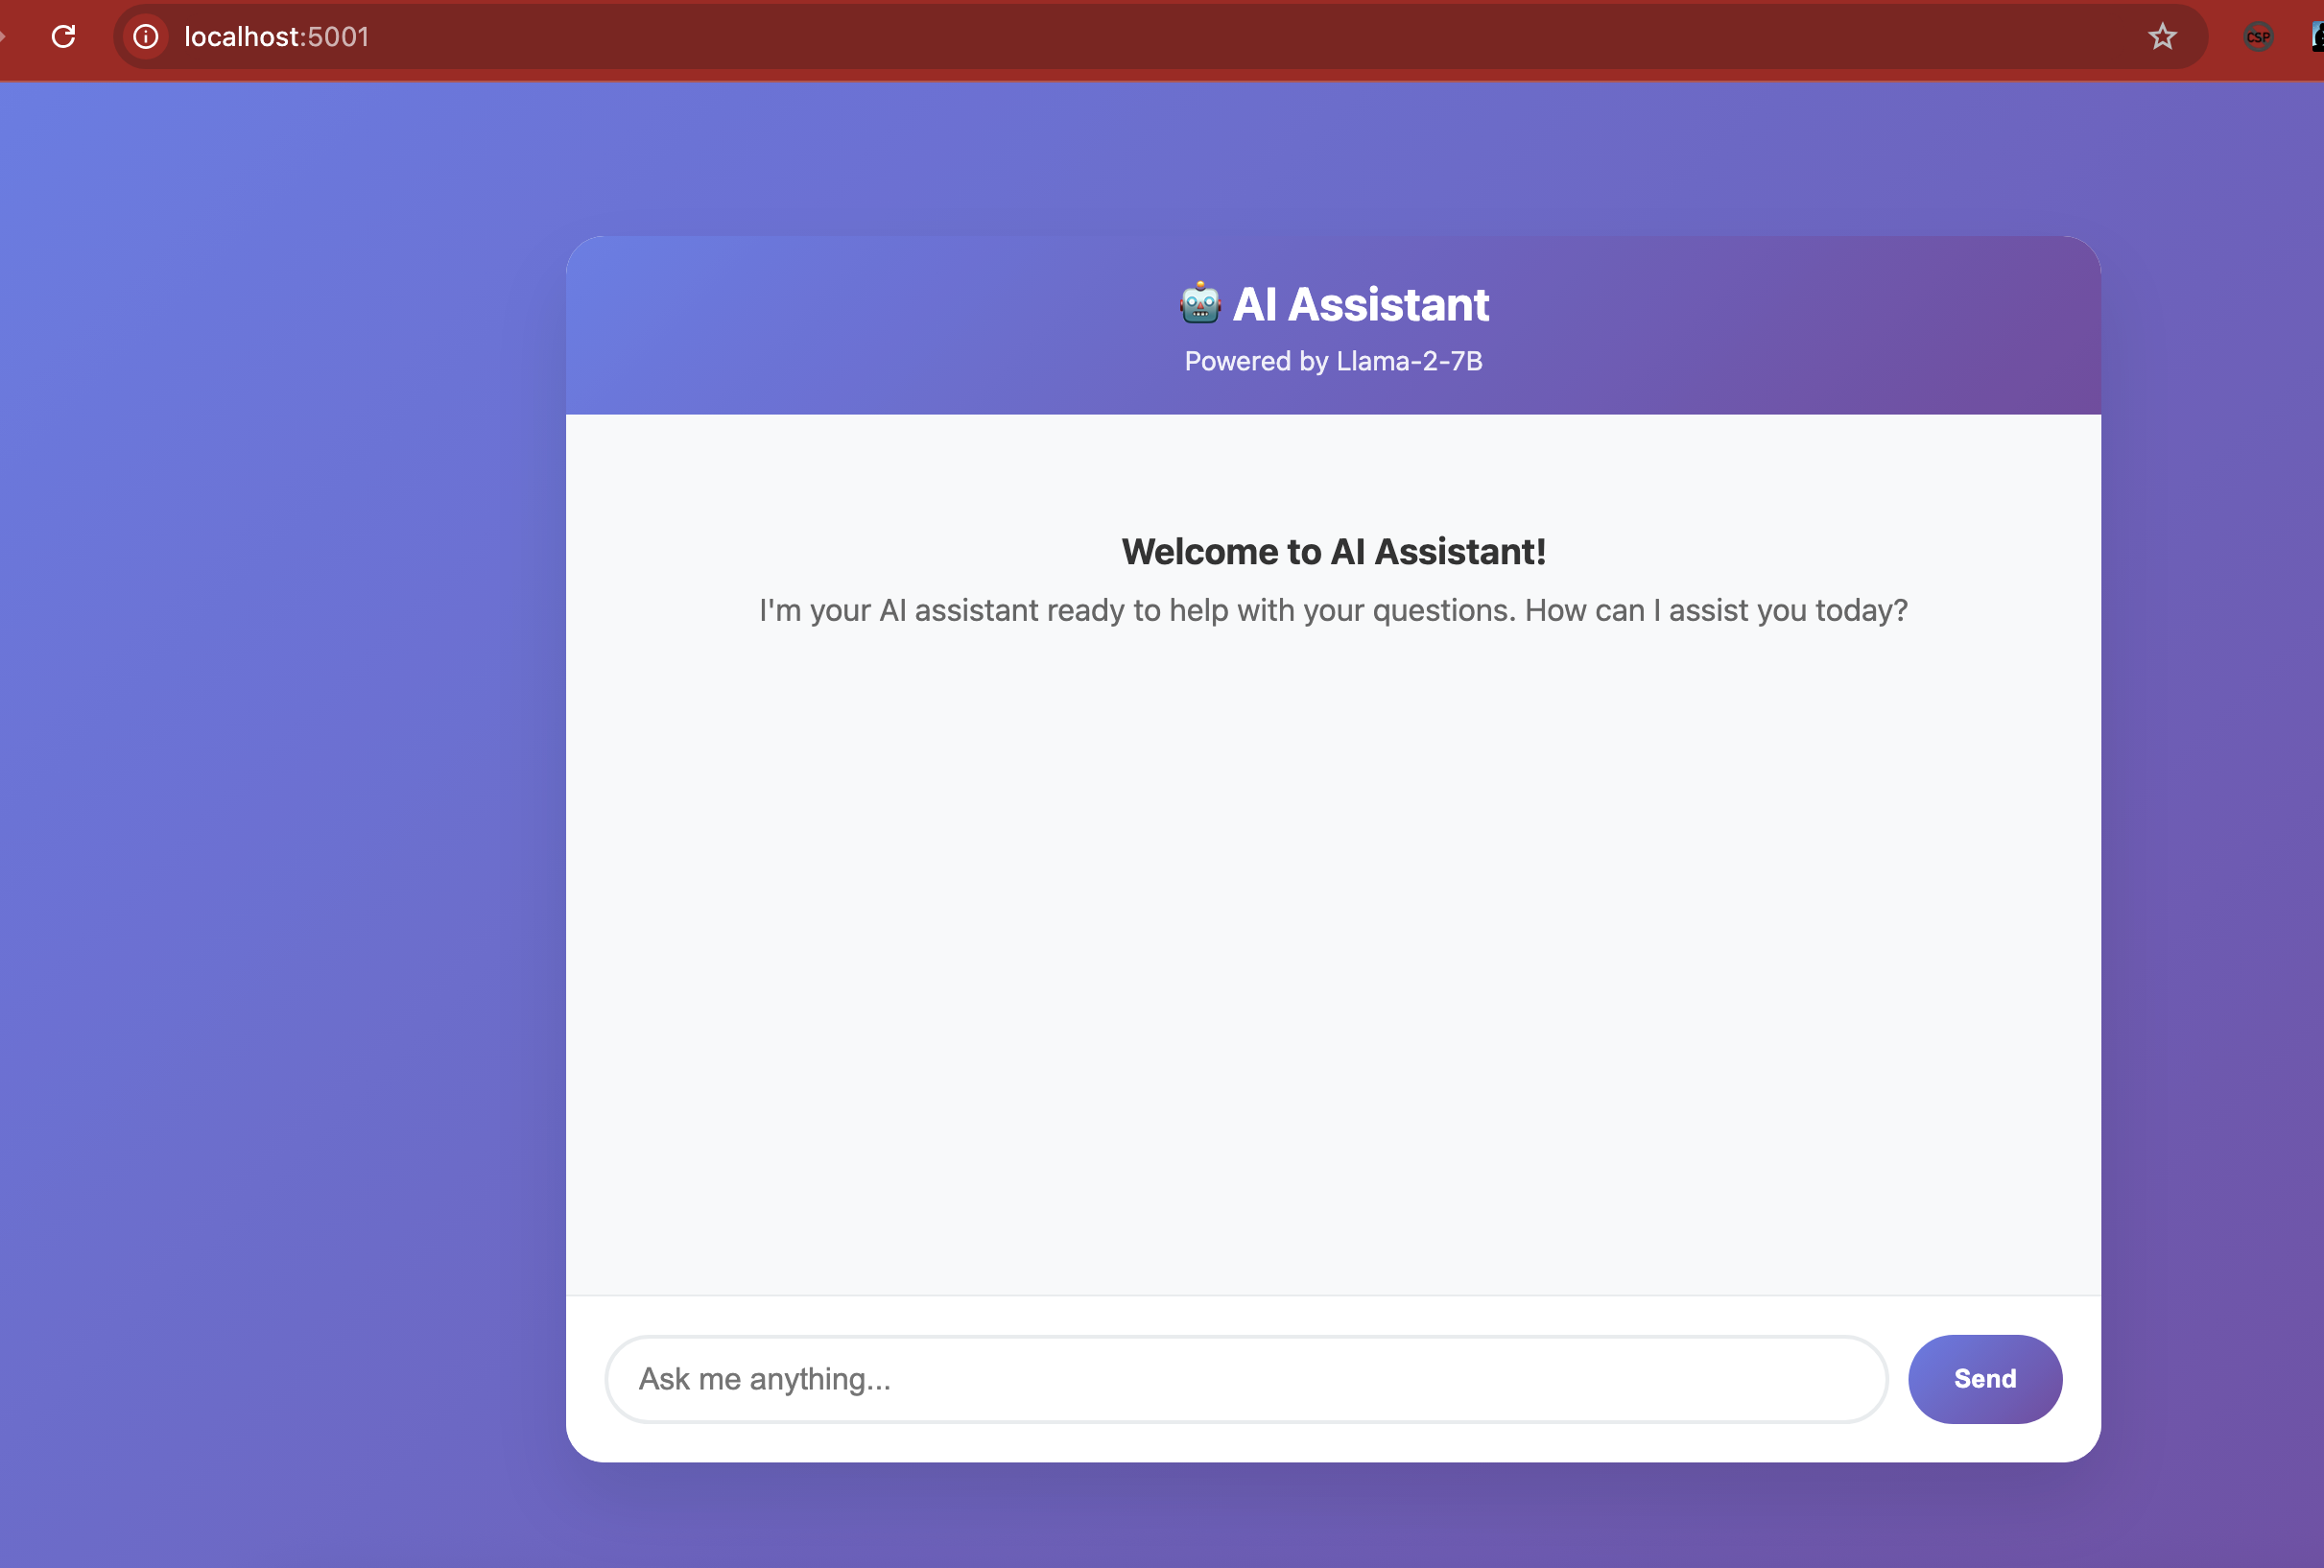 localhost:5001
CSP
🤖 AI Assistant
Powered by Llama-2-7B
Welcome to AI Assistant!
I'm your AI assistant ready to help with your questions. How can I assist you today?
Ask me anything...
Send